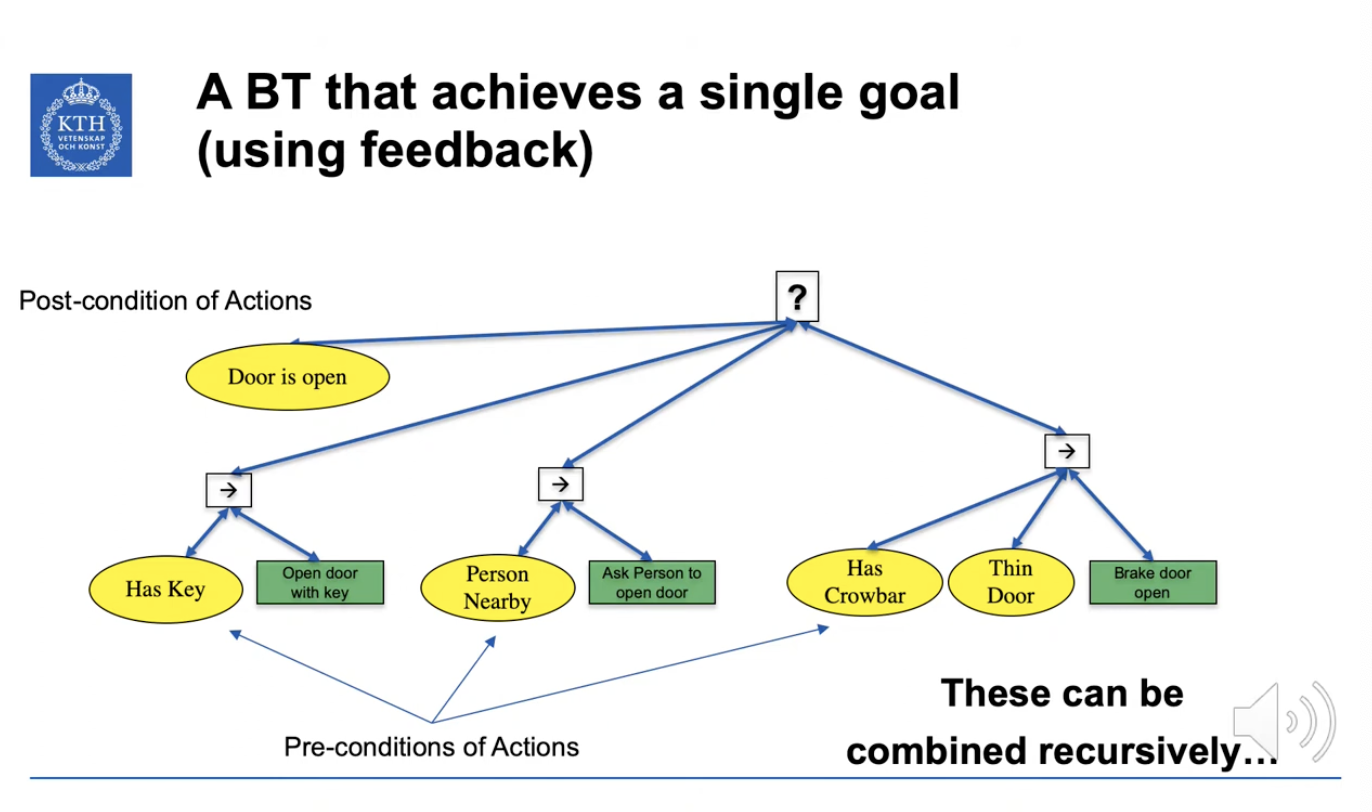 KTH
VETENSKAP
OCH KONST
A BT that achieves a single goal
(using feedback)
Post-condition of Actions
?
Door is open
→
→
→
Has Key
Open door
with key
Person
Nearby
Ask Person to
open door
Has
Crowbar
Thin
Door
Brake door
open
Pre-conditions of Actions
These can be
combined recursively…